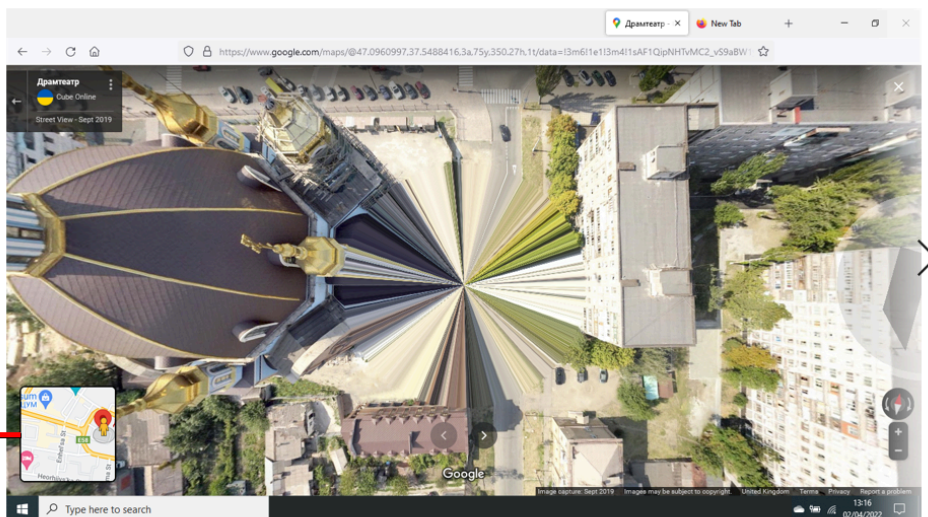 Драмтеатр
New Tab
https://www.google.com/maps/@47.0960997,37.5488416,3a,75y,350.27h,1t/data=!3m6!1e1!3m4!1sAF1QipNHTvMC2_vS9aBW1
Драмтеатр
Cube Online
Street View - Sept 2019
E58
Google
Image capture: Sept 2019 Images may be subject to copyright. United Kingdom Terms Privacy Report a problem
Type here to search
13:16
02/04/2022